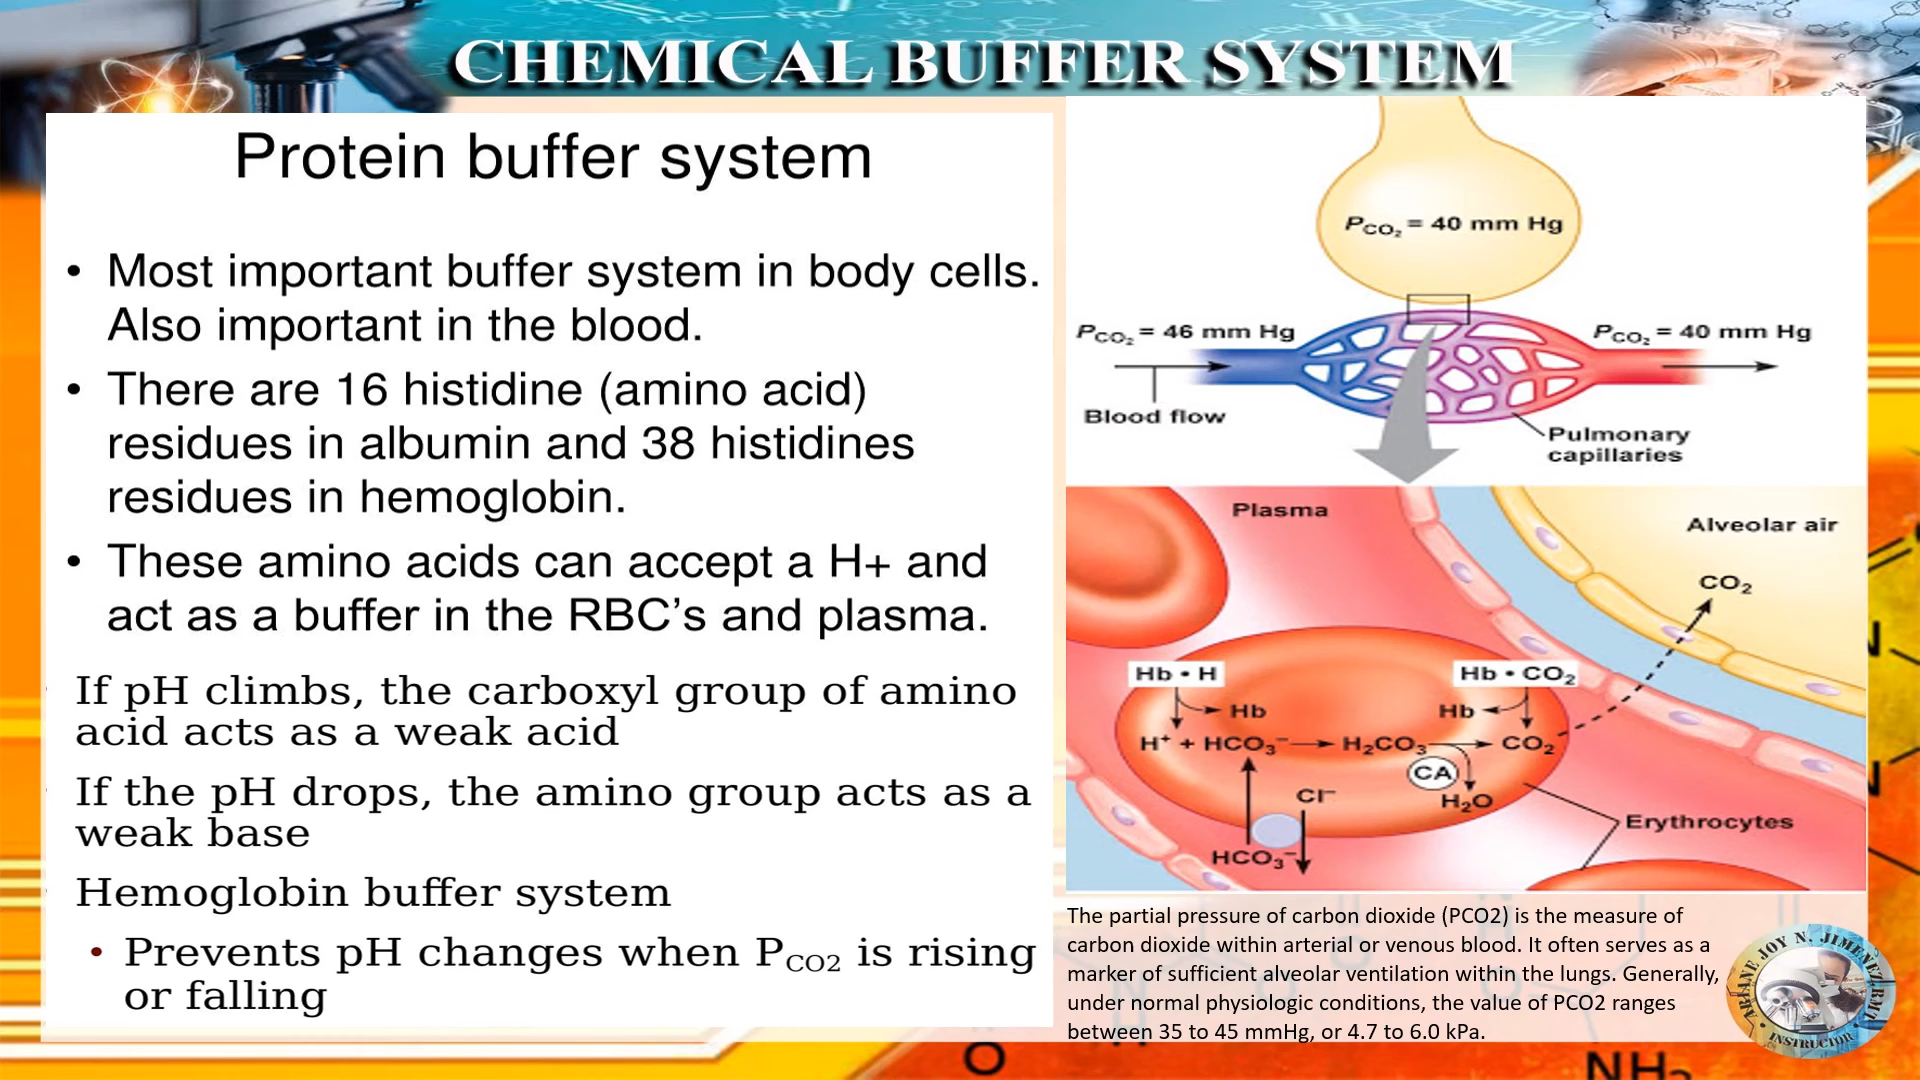 CHEMICAL BUFFER SYSTEM
Protein buffer system
• Most important buffer system in body cells.
Also important in the blood.
• There are 16 histidine (amino acid)
residues in albumin and 38 histidines
residues in hemoglobin.
• These amino acids can accept a H+ and
act as a buffer in the RBC’s and plasma.
If pH climbs, the carboxyl group of amino
acid acts as a weak acid
If the pH drops, the amino group acts as a
weak base
Hemoglobin buffer system
• Prevents pH changes when PCO2 is rising
or falling
PCO₂ = 40 mm Hg
PCO₂ = 46 mm Hg
PCO₂ = 40 mm Hg
Blood flow
Pulmonary
capillaries
Plasma
Alveolar air
CO₂
Hb • H
Hb • CO₂
Hb
Hb
H⁺ + HCO₃⁻ → H₂CO₃ → CO₂
CA
Cl⁻
H₂O
Erythrocytes
HCO₃⁻
The partial pressure of carbon dioxide (PCO2) is the measure of
carbon dioxide within arterial or venous blood. It often serves as a
marker of sufficient alveolar ventilation within the lungs. Generally,
under normal physiologic conditions, the value of PCO2 ranges
between 35 to 45 mmHg, or 4.7 to 6.0 kPa.
ARIANE JOY N. JIMENEZ, RMT
• INSTRUCTOR •
O
NH₂
N
N